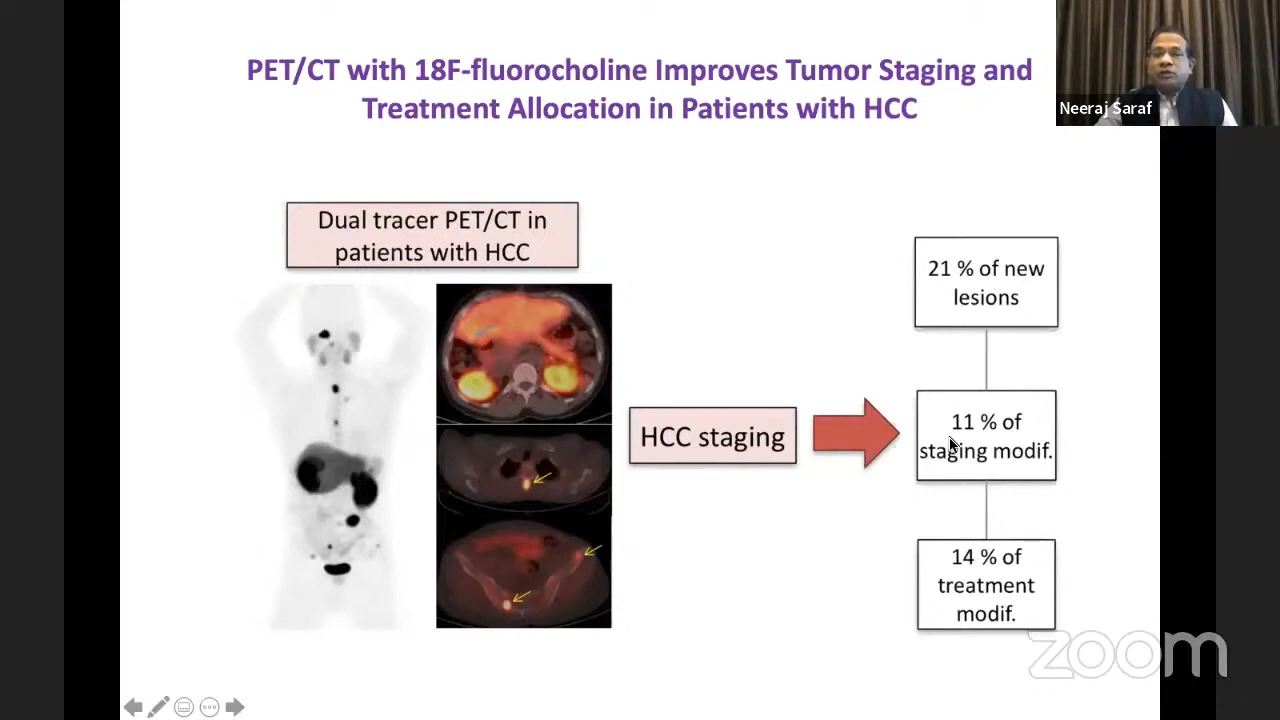 PET/CT with 18F-fluorocholine Improves Tumor Staging and
Treatment Allocation in Patients with HCC
Neeraj Saraf
Dual tracer PET/CT in
patients with HCC
HCC staging
21 % of new
lesions
11 % of
staging modif.
14 % of
treatment
modif.
zoom